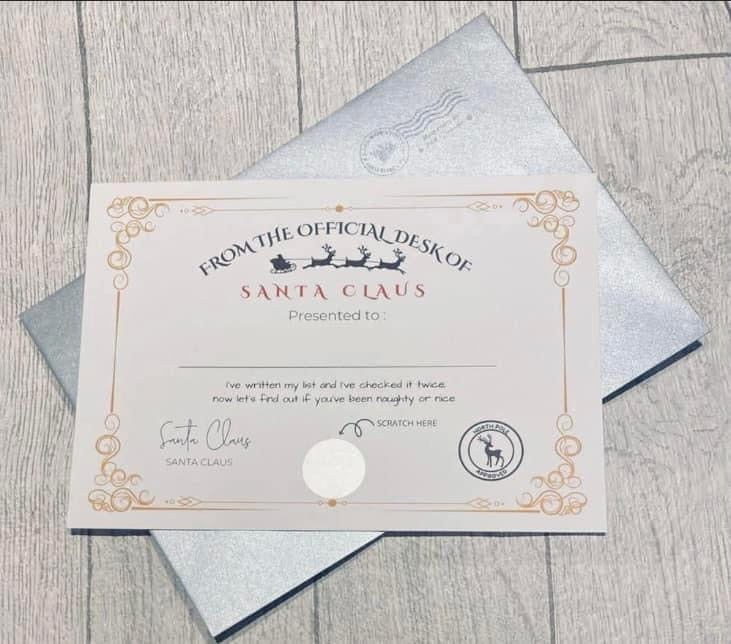 FROM THE OFFICIAL DESK OF
SANTA CLAUS
Presented to :
I've written my list and I've checked it twice,
now let's find out if you've been naughty or nice
Santa Claus
SANTA CLAUS
SCRATCH HERE
NORTH POLE
APPROVED